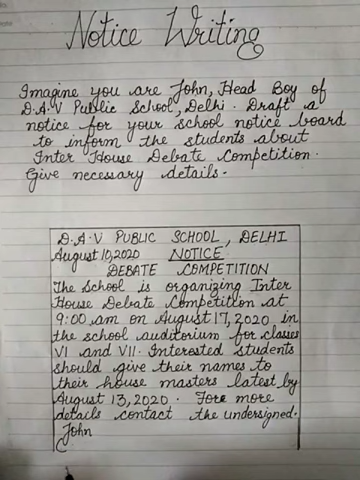 Notice Writing
Imagine you are John, Head Boy of
D.A.V Public School, Delhi. Draft a
notice for your school notice board
to inform the students about
Inter House Debate Competition.
Give necessary details.
D.A.V PUBLIC SCHOOL, DELHI
August 10,2020 NOTICE
DEBATE COMPETITION
The School is organizing Inter
House Debate Competition at
9:00 am on August 17, 2020 in
the school auditorium for classes
VI and VII. Interested Students
should give their names to
their house masters latest by
August 13, 2020. Fore more
details contact the undersigned.
John